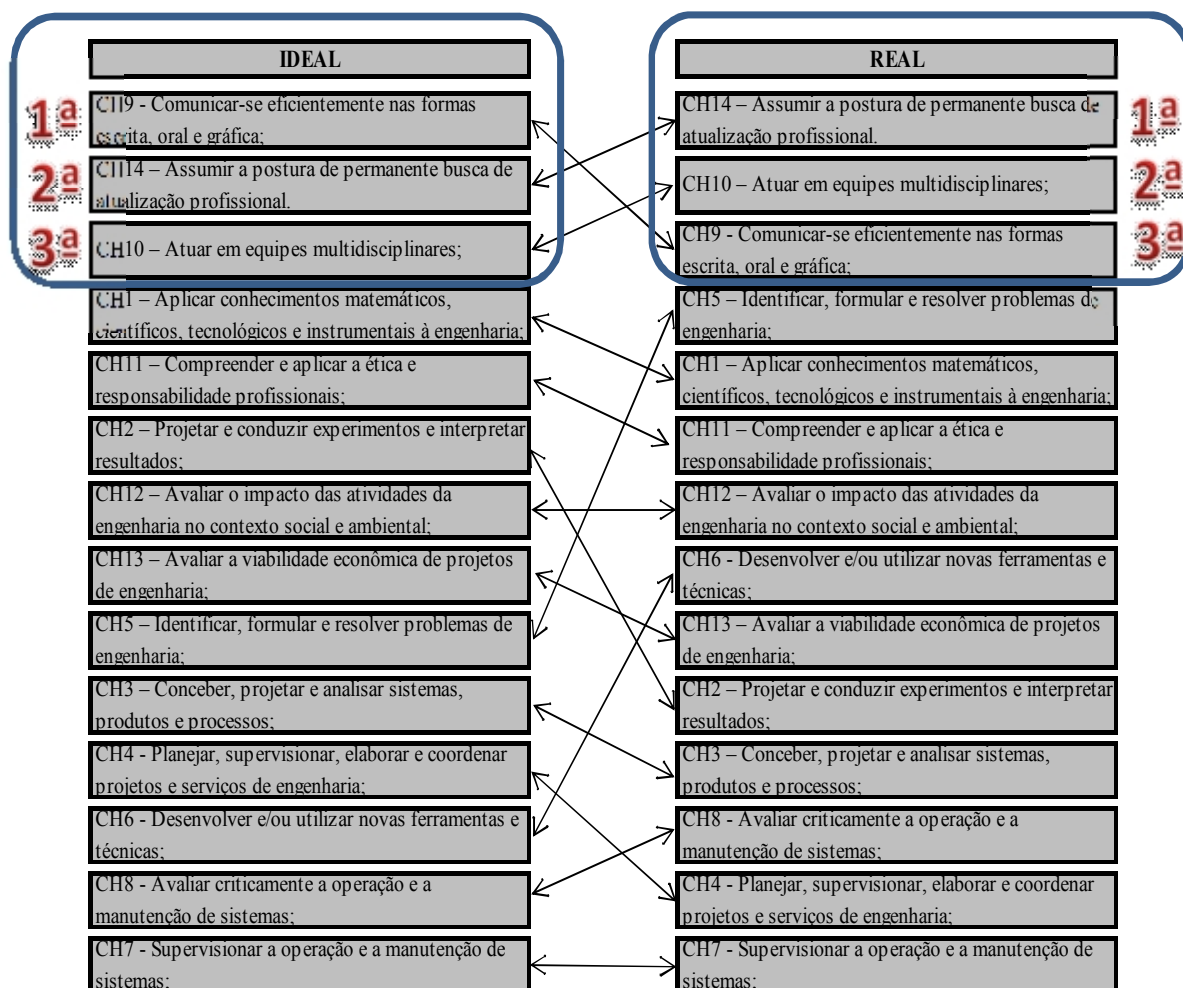 IDEAL
1ª
CH9 - Comunicar-se eficientemente nas formas
escrita, oral e gráfica;
2ª
CH14 – Assumir a postura de permanente busca de
atualização profissional.
3ª
CH10 – Atuar em equipes multidisciplinares;
CH1 – Aplicar conhecimentos matemáticos,
científicos, tecnológicos e instrumentais à engenharia;
CH11 – Compreender e aplicar a ética e
responsabilidade profissionais;
CH2 – Projetar e conduzir experimentos e interpretar
resultados;
CH12 – Avaliar o impacto das atividades da
engenharia no contexto social e ambiental;
CH13 – Avaliar a viabilidade econômica de projetos
de engenharia;
CH5 – Identificar, formular e resolver problemas de
engenharia;
CH3 – Conceber, projetar e analisar sistemas,
produtos e processos;
CH4 - Planejar, supervisionar, elaborar e coordenar
projetos e serviços de engenharia;
CH6 - Desenvolver e/ou utilizar novas ferramentas e
técnicas;
CH8 - Avaliar criticamente a operação e a
manutenção de sistemas;
CH7 - Supervisionar a operação e a manutenção de
sistemas;
REAL
CH14 – Assumir a postura de permanente busca de
atualização profissional.
1ª
CH10 – Atuar em equipes multidisciplinares;
2ª
CH9 - Comunicar-se eficientemente nas formas
escrita, oral e gráfica;
3ª
CH5 – Identificar, formular e resolver problemas de
engenharia;
CH1 – Aplicar conhecimentos matemáticos,
científicos, tecnológicos e instrumentais à engenharia;
CH11 – Compreender e aplicar a ética e
responsabilidade profissionais;
CH12 – Avaliar o impacto das atividades da
engenharia no contexto social e ambiental;
CH6 - Desenvolver e/ou utilizar novas ferramentas e
técnicas;
CH13 – Avaliar a viabilidade econômica de projetos
de engenharia;
CH2 – Projetar e conduzir experimentos e interpretar
resultados;
CH3 – Conceber, projetar e analisar sistemas,
produtos e processos;
CH8 - Avaliar criticamente a operação e a
manutenção de sistemas;
CH4 - Planejar, supervisionar, elaborar e coordenar
projetos e serviços de engenharia;
CH7 - Supervisionar a operação e a manutenção de
sistemas;